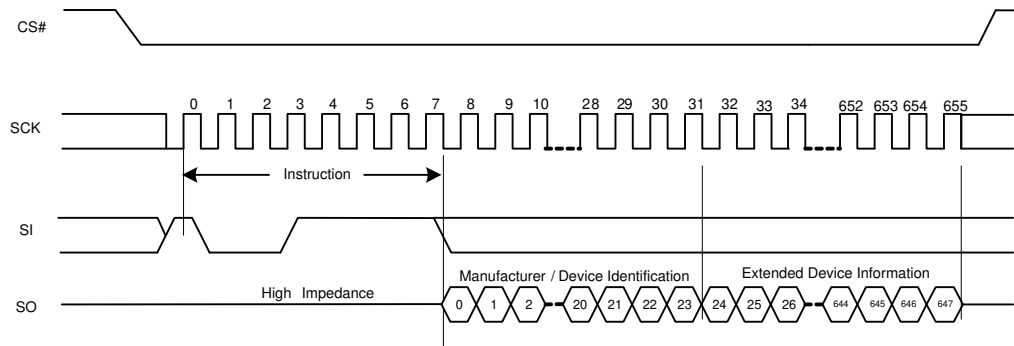 CS#
0 1 2 3 4 5 6 7 8 9 10 28 29 30 31 32 33 34 652 653 654 655
SCK
Instruction
SI
Manufacturer / Device Identification Extended Device Information
High Impedance
SO 0 1 2 20 21 22 23 24 25 26 644 645 646 647